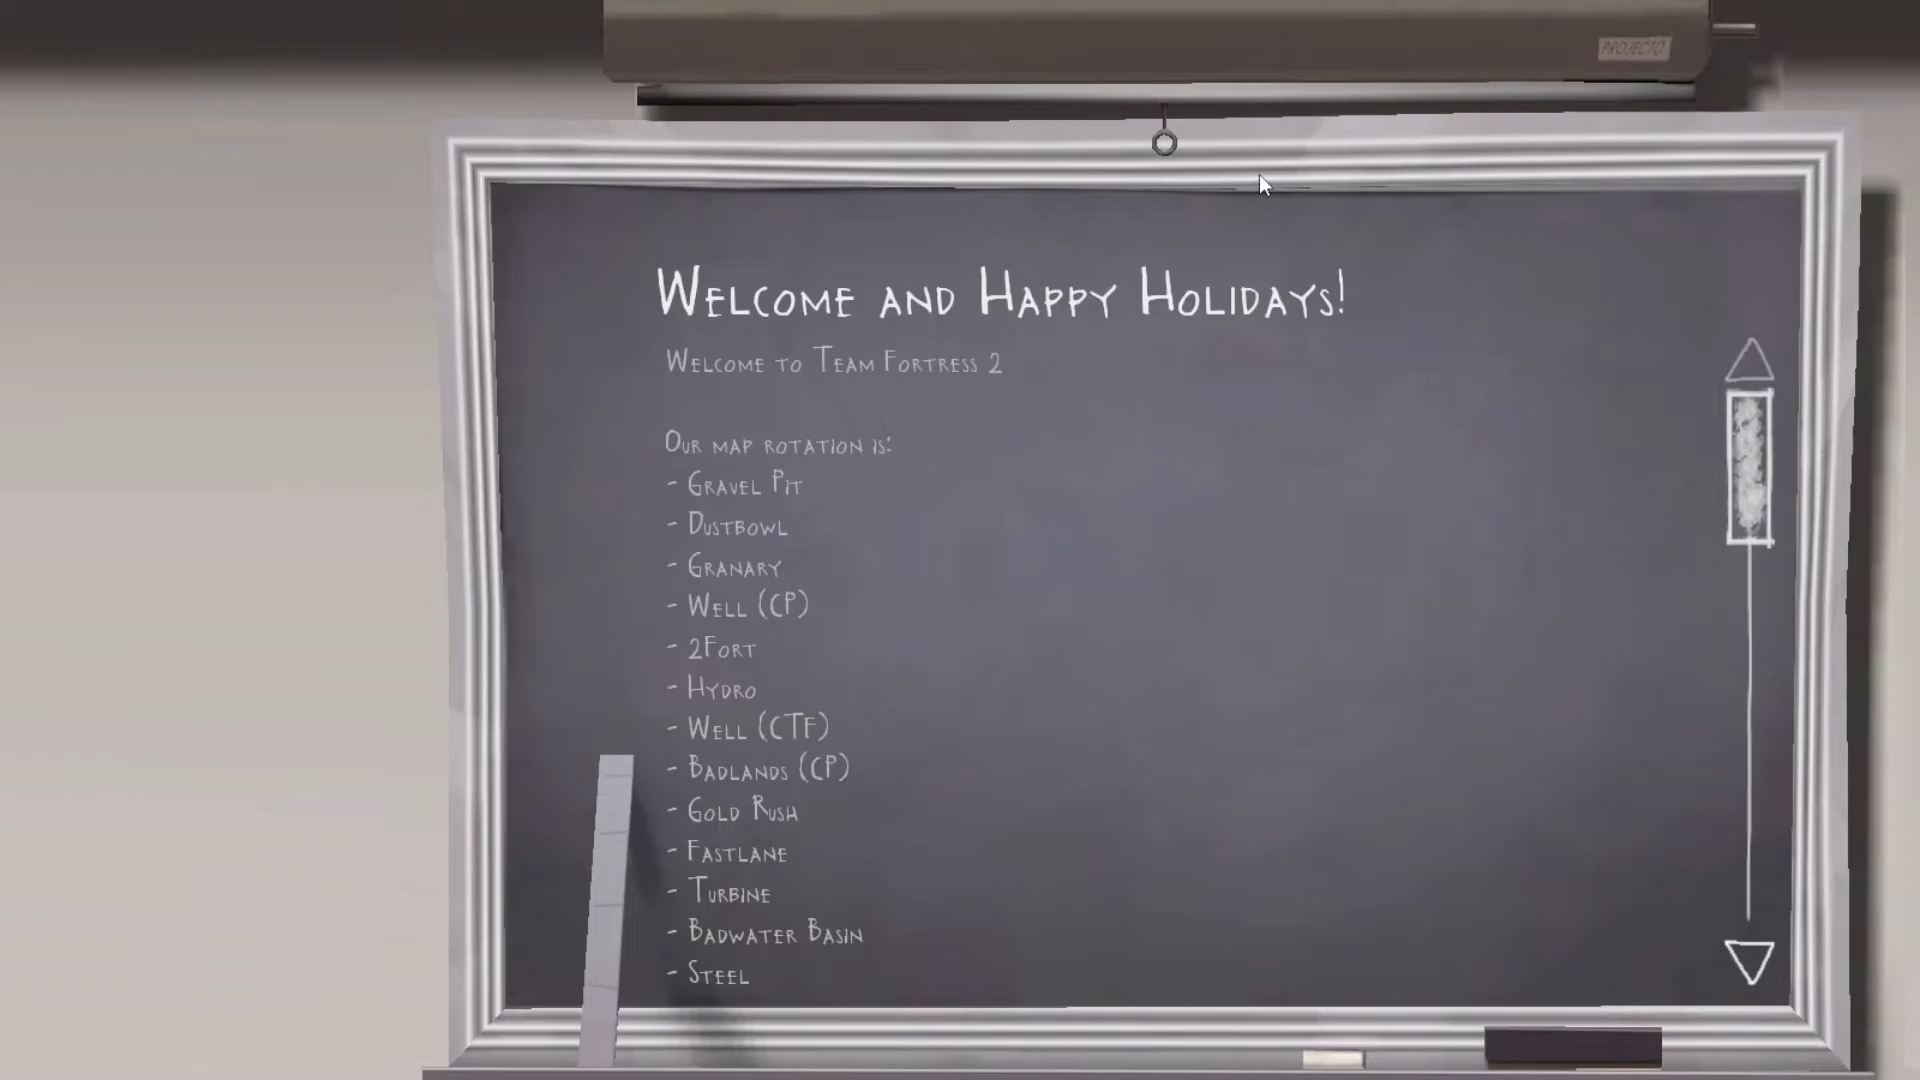 PROJECTO
Welcome and Happy Holidays!
Welcome to Team Fortress 2
Our map rotation is:
- Gravel Pit
- Dustbowl
- Granary
- Well (CP)
- 2Fort
- Hydro
- Well (CTF)
- Badlands (CP)
- Gold Rush
- Fastlane
- Turbine
- Badwater Basin
- Steel